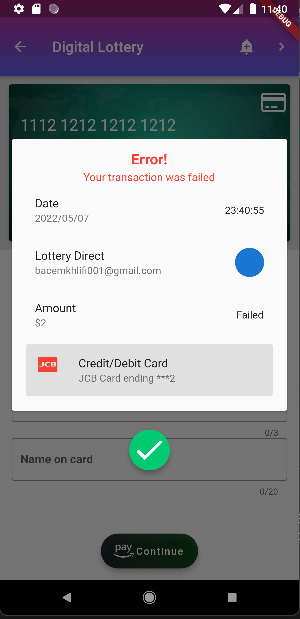 11:40
DEBUG
Digital Lottery
1112 1212 1212 1212
Error!
Your transaction was failed
Date
2022/05/07
23:40:55
Lottery Direct
bacemkhlifi001@gmail.com
Amount
$2
Failed
JCB
Credit/Debit Card
JCB Card ending ***2
0/3
Name on card
0/20
pay
Continue